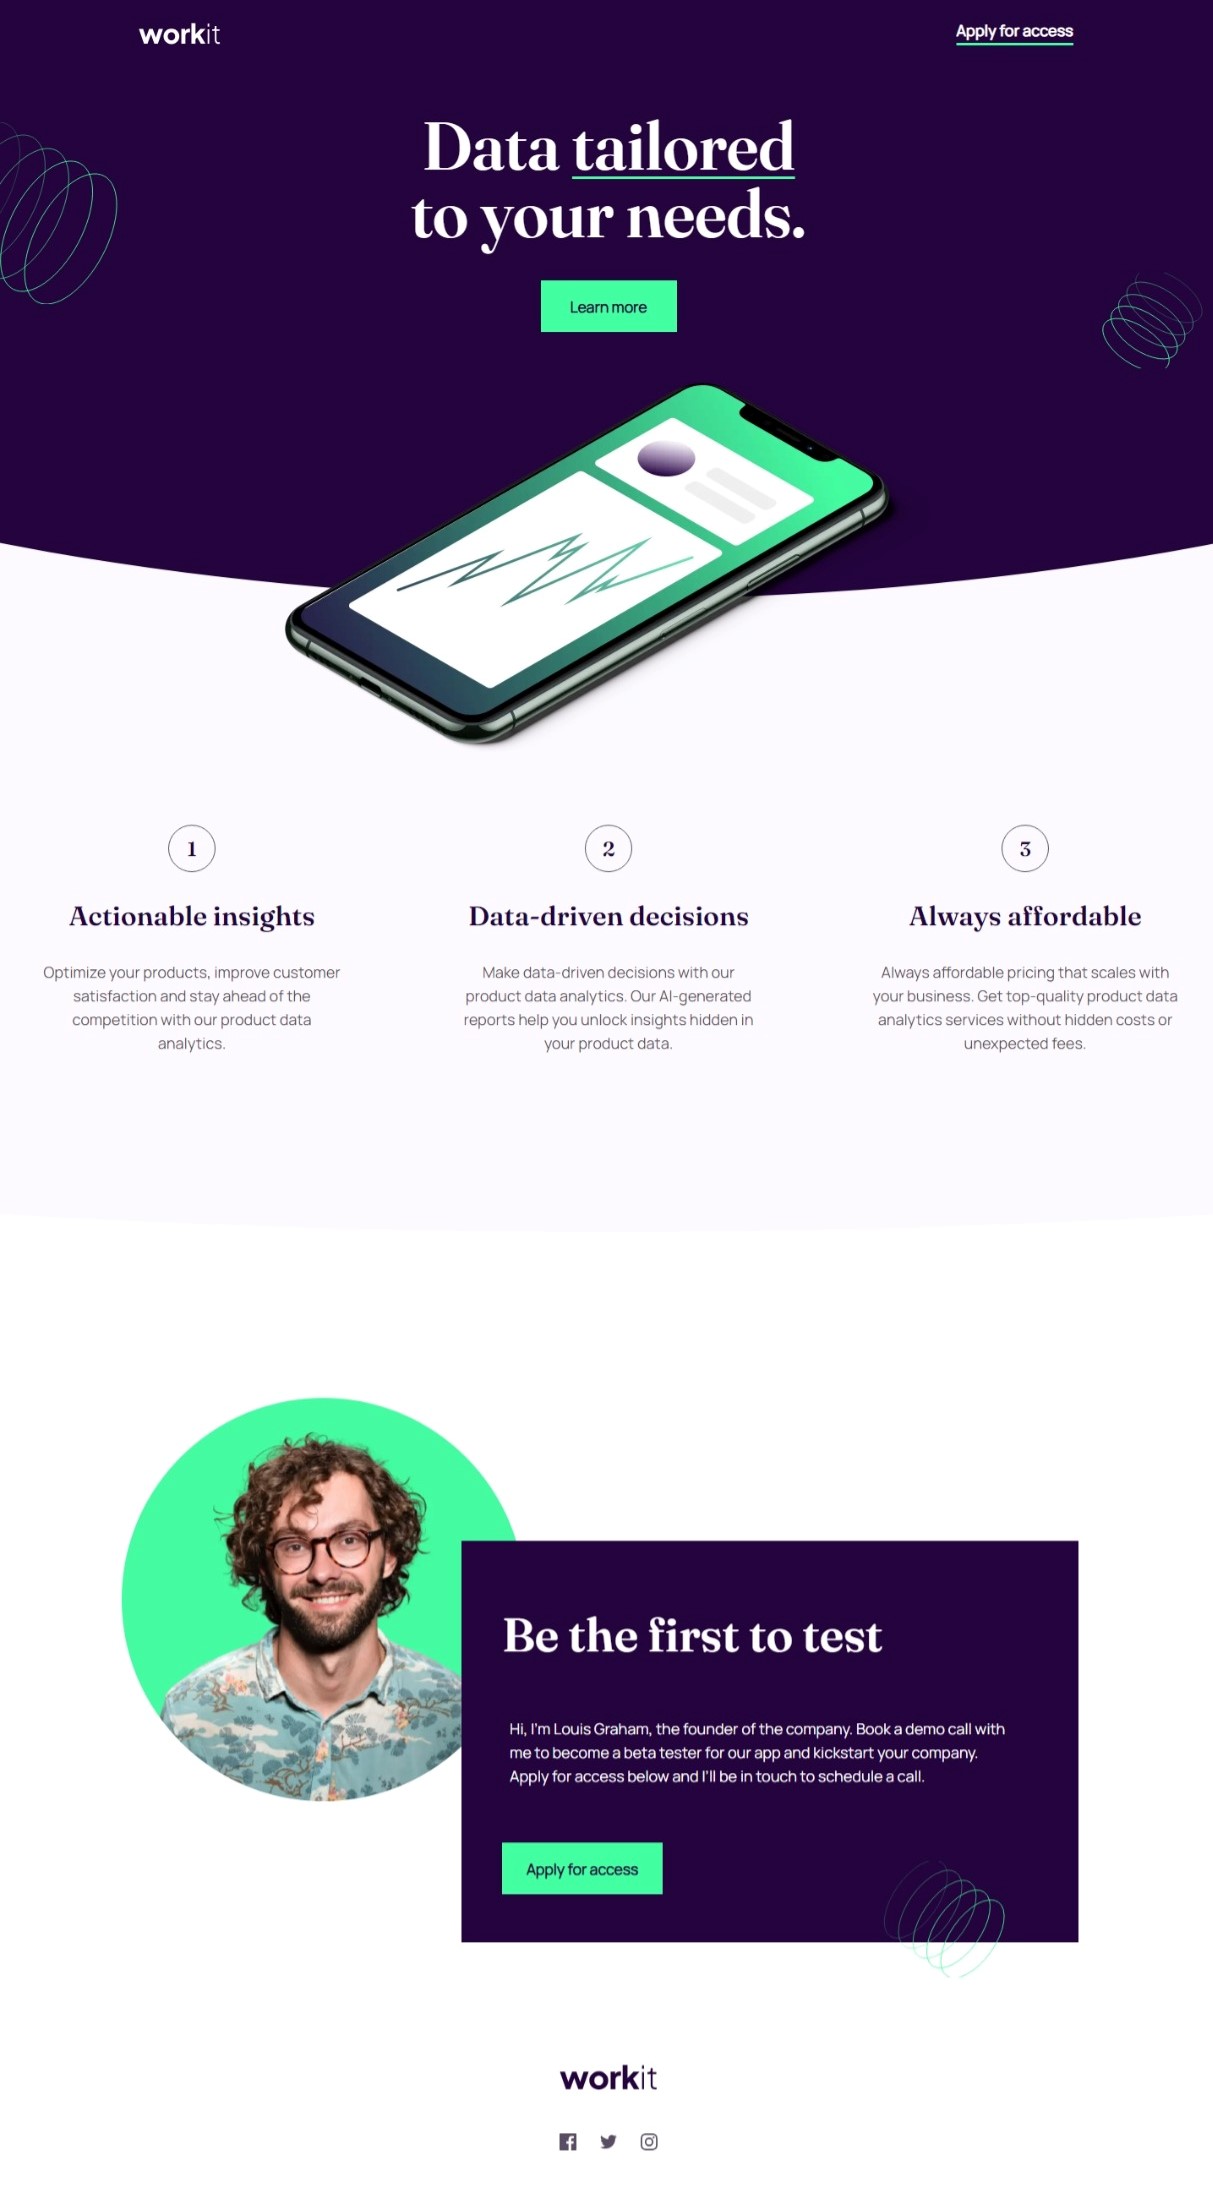 workit
Apply for access
Data tailored
to your needs.
Learn more
1
Actionable insights
Optimize your products, improve customer
satisfaction and stay ahead of the
competition with our product data
analytics.
2
Data-driven decisions
Make data-driven decisions with our
product data analytics. Our AI-generated
reports help you unlock insights hidden in
your product data.
3
Always affordable
Always affordable pricing that scales with
your business. Get top-quality product data
analytics services without hidden costs or
unexpected fees.
Be the first to test
Hi, I'm Louis Graham, the founder of the company. Book a demo call with
me to become a beta tester for our app and kickstart your company.
Apply for access below and I'll be in touch to schedule a call.
Apply for access
workit